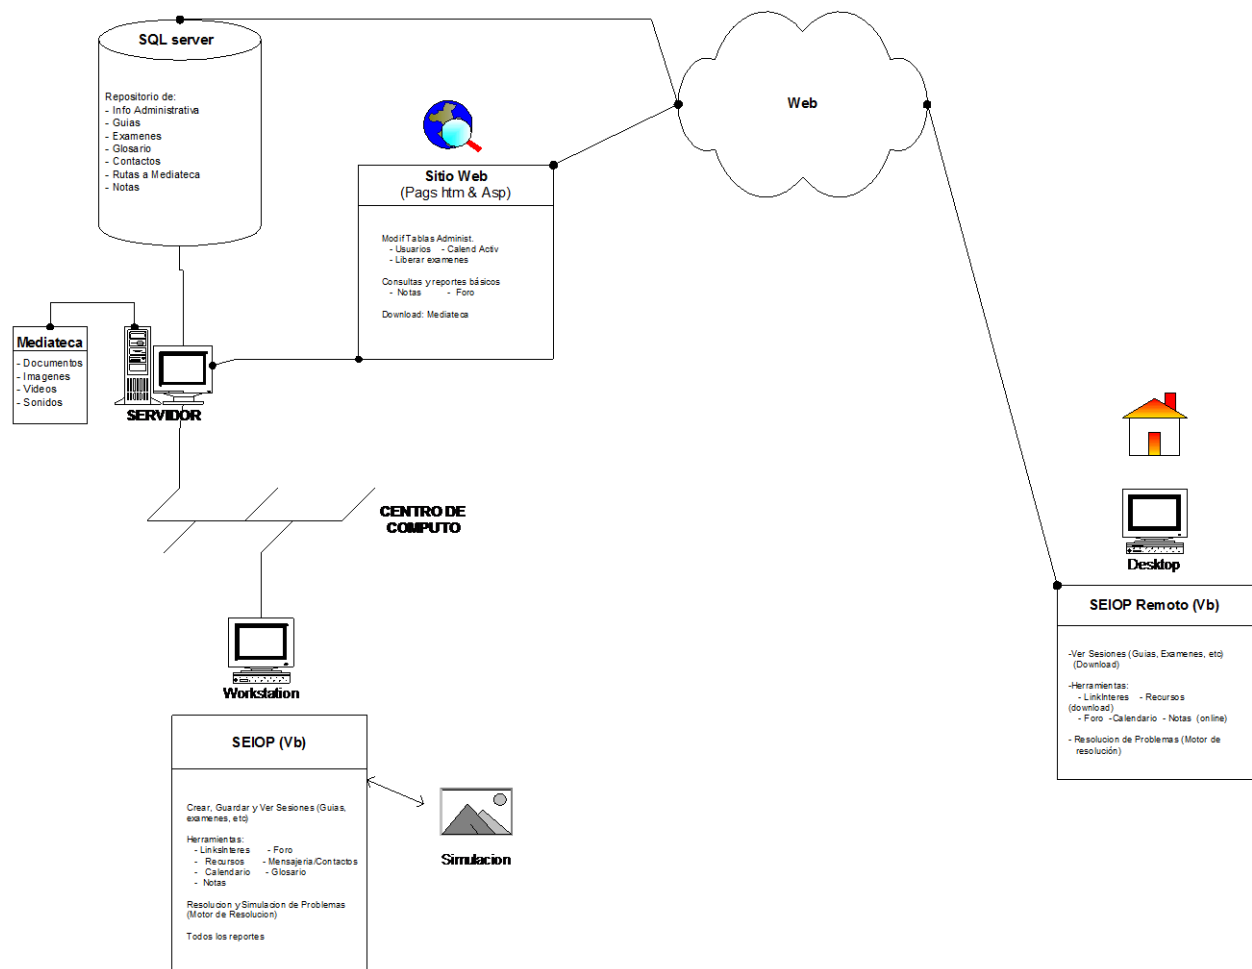 SQL server
Repositorio de:
- Info Administrativa
- Guias
- Examenes
- Glosario
- Contactos
- Rutas a Mediateca
- Notas
Web
Sitio Web
(Pags htm & Asp)
Modif Tablas Administ.
- Usuarios - Calend Activ
- Liberar examenes
Consultas y reportes básicos
- Notas - Foro
Download: Mediateca
Mediateca
- Documentos
- Imagenes
- Videos
- Sonidos
SERVIDOR
CENTRO DE
COMPUTO
Workstation
SEIOP (Vb)
Crear, Guardar y Ver Sesiones (Guias,
examenes, etc)
Herramientas:
- LinksInteres - Foro
- Recursos - Mensajeria/Contactos
- Calendario - Glosario
- Notas
Resolucion y Simulacion de Problemas
(Motor de Resolucion)
Todos los reportes
Simulacion
Desktop
SEIOP Remoto (Vb)
-Ver Sesiones (Guias, Examenes, etc)
(Download)
-Herramientas:
- LinkInteres - Recursos
(download)
- Foro -Calendario - Notas (online)
- Resolucion de Problemas (Motor de
resolución)